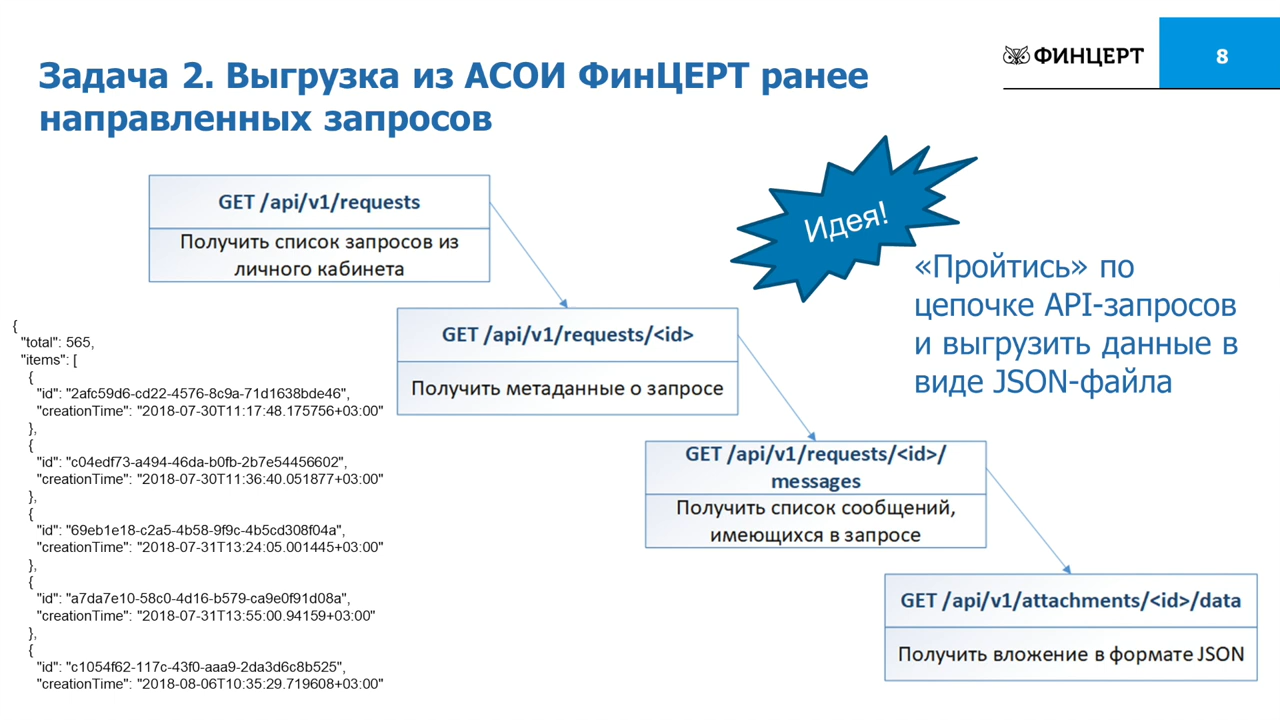 ФИНЦЕРТ
8
Задача 2. Выгрузка из АСОИ ФинЦЕРТ ранее
направленных запросов
GET /api/v1/requests
Получить список запросов из
личного кабинета
Идея!
«Пройтись» по
цепочке API-запросов
и выгрузить данные в
виде JSON-файла
GET /api/v1/requests/<id>
Получить метаданные о запросе
GET /api/v1/requests/<id>/
messages
Получить список сообщений,
имеющихся в запросе
GET /api/v1/attachments/<id>/data
Получить вложение в формате JSON
{
"total": 565,
"items": [
{
"id": "2afc59d6-cd22-4576-8c9a-71d1638bde46",
"creationTime": "2018-07-30T11:17:48.175756+03:00"
},
{
"id": "c04edf73-a494-46da-b0fb-2b7e54456602",
"creationTime": "2018-07-30T11:36:40.051877+03:00"
},
{
"id": "69eb1e18-c2a5-4b58-9f9c-4b5cd308f04a",
"creationTime": "2018-07-31T13:24:05.001445+03:00"
},
{
"id": "a7da7e10-58c0-4d16-b579-ca9e0f91d08a",
"creationTime": "2018-07-31T13:55:00.94159+03:00"
},
{
"id": "c1054f62-117c-43f0-aaa9-2da3d6c8b525",
"creationTime": "2018-08-06T10:35:29.719608+03:00"